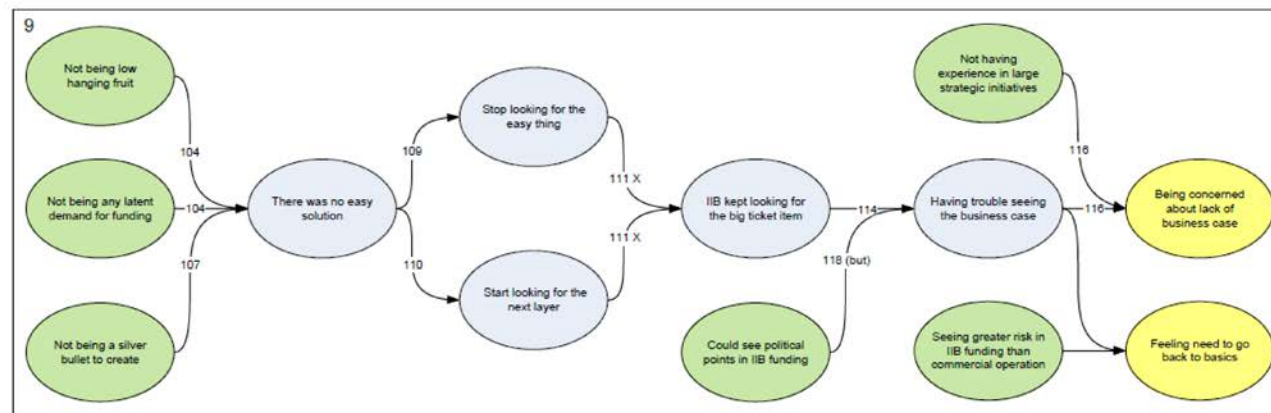 9
Not being low
hanging fruit
Not being any latent
demand for funding
Not being a silver
bullet to create
104
104
107
There was no easy
solution
109
110
Stop looking for the
easy thing
Start looking for the
next layer
111 X
111 X
IIB kept looking for
the big ticket item
Could see political
points in IIB funding
114
118 (but)
Not having
experience in large
strategic initiatives
Having trouble seeing
the business case
Seeing greater risk in
IIB funding than
commercial operation
116
116
Being concerned
about lack of
business case
Feeling need to go
back to basics